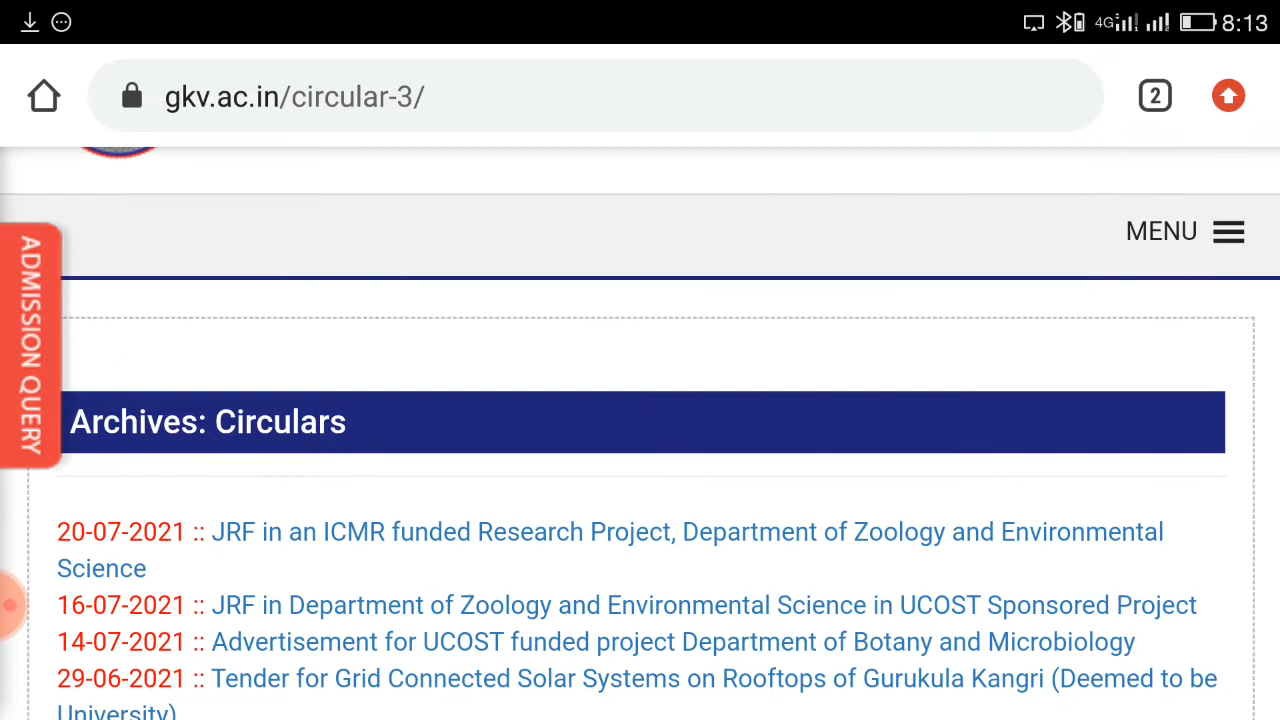 4G 8:13
gkv.ac.in/circular-3/ 2
MENU
ADMISSION QUERY
Archives: Circulars
20-07-2021 :: JRF in an ICMR funded Research Project, Department of Zoology and Environmental
Science
16-07-2021 :: JRF in Department of Zoology and Environmental Science in UCOST Sponsored Project
14-07-2021 :: Advertisement for UCOST funded project Department of Botany and Microbiology
29-06-2021 :: Tender for Grid Connected Solar Systems on Rooftops of Gurukula Kangri (Deemed to be
University)